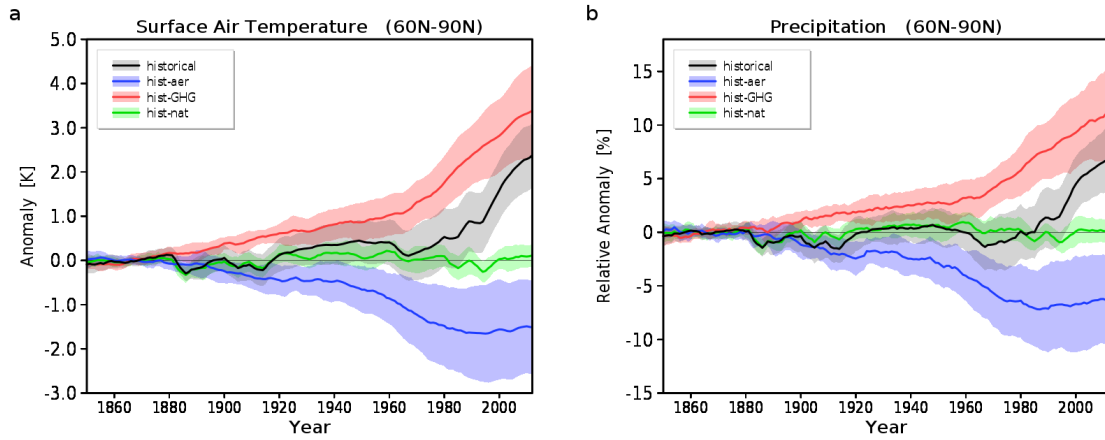 a
Surface Air Temperature (60N-90N)
5.0
4.0
3.0
2.0
1.0
0.0
-1.0
-2.0
-3.0
Anomaly [K]
historical
hist-aer
hist-GHG
hist-nat
1860 1880 1900 1920 1940 1960 1980 2000
Year
b
Precipitation (60N-90N)
15
10
5
0
-5
-10
-15
Relative Anomaly [%]
historical
hist-aer
hist-GHG
hist-nat
1860 1880 1900 1920 1940 1960 1980 2000
Year